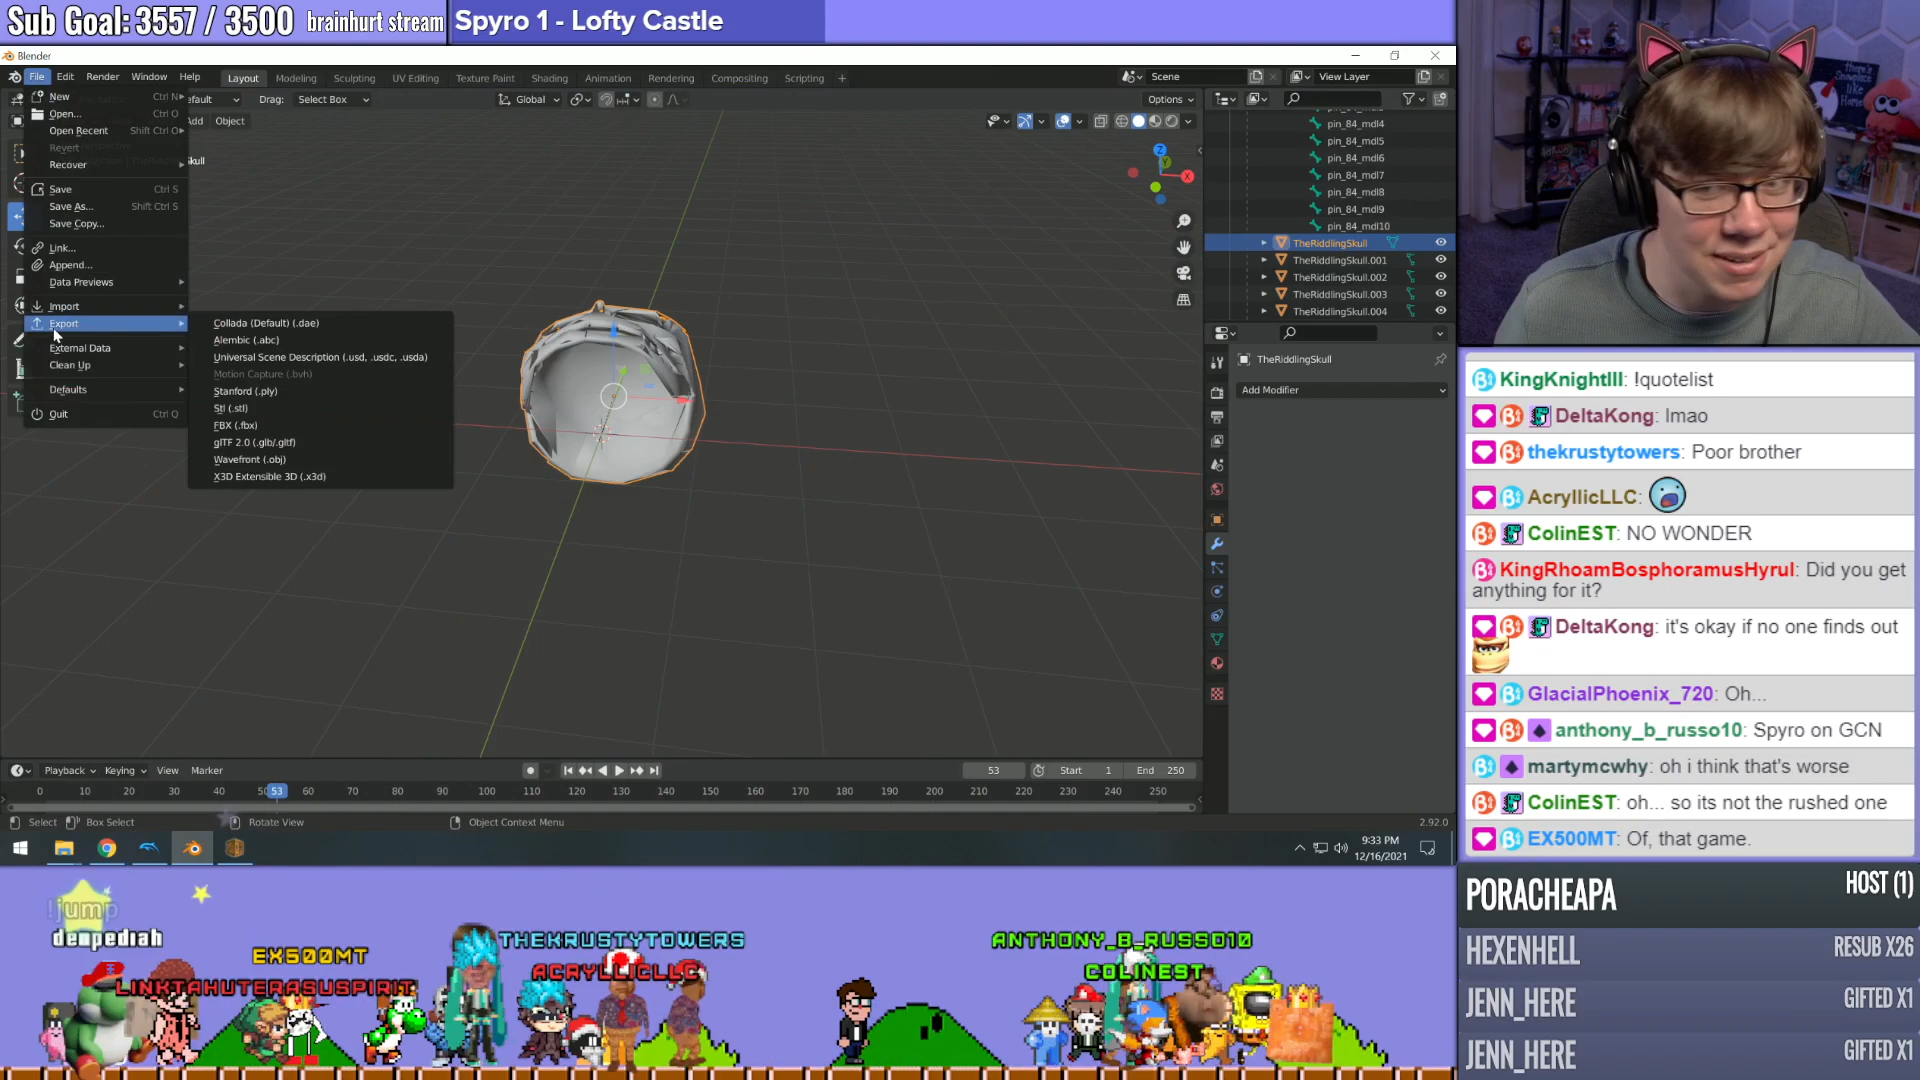 Sub Goal: 3557 / 3500 brainhurt stream
Spyro 1 - Lofty Castle
Blender
File Edit Render Window Help
Layout Modeling Sculpting UV Editing Texture Paint Shading Animation Rendering Compositing Scripting +
Scene
View Layer
efault Drag: Select Box
Global
Options
Add Object
New Ctrl N
Open... Ctrl O
Open Recent Shift Ctrl O
Revert
Recover
Save Ctrl S
Save As... Shift Ctrl S
Save Copy...
Link...
Append...
Data Previews
Import
Export
External Data
Clean Up
Defaults
Quit Ctrl Q
Collada (Default) (.dae)
Alembic (.abc)
Universal Scene Description (.usd, .usdc, .usda)
Motion Capture (.bvh)
Stanford (.ply)
Stl (.stl)
FBX (.fbx)
glTF 2.0 (.glb/.gltf)
Wavefront (.obj)
X3D Extensible 3D (.x3d)
Z
Y
X
pin_84_mdl4
pin_84_mdl5
pin_84_mdl6
pin_84_mdl7
pin_84_mdl8
pin_84_mdl9
pin_84_mdl10
TheRiddlingSkull
TheRiddlingSkull.001
TheRiddlingSkull.002
TheRiddlingSkull.003
TheRiddlingSkull.004
TheRiddlingSkull
Add Modifier
Playback Keying View Marker
53 Start 1 End 250
0 10 20 30 40 50 53 60 70 80 90 100 110 120 130 140 150 160 170 180 190 200 210 220 230 240 250
Select Box Select Rotate View Object Context Menu 2.92.0
9:33 PM
12/16/2021
KingKnightIII: !quotelist
DeltaKong: lmao
thekrustytowers: Poor brother
AcryllicLLC:
ColinEST: NO WONDER
KingRhoamBosphoramusHyrul: Did you get
anything for it?
DeltaKong: it's okay if no one finds out
GlacialPhoenix_720: Oh...
anthony_b_russo10: Spyro on GCN
martymcwhy: oh i think that's worse
ColinEST: oh... so its not the rushed one
EX500MT: Of, that game.
PORACHEAPA HOST (1)
HEXENHELL RESUB X26
JENN_HERE GIFTED X1
JENN_HERE GIFTED X1
!jump
denpediah
EX500MT
LINKTAHUTERASUSPIRIT
THEKRUSTYTOWERS
ACRYLLICLLC
ANTHONY_B_RUSSO10
COLINEST